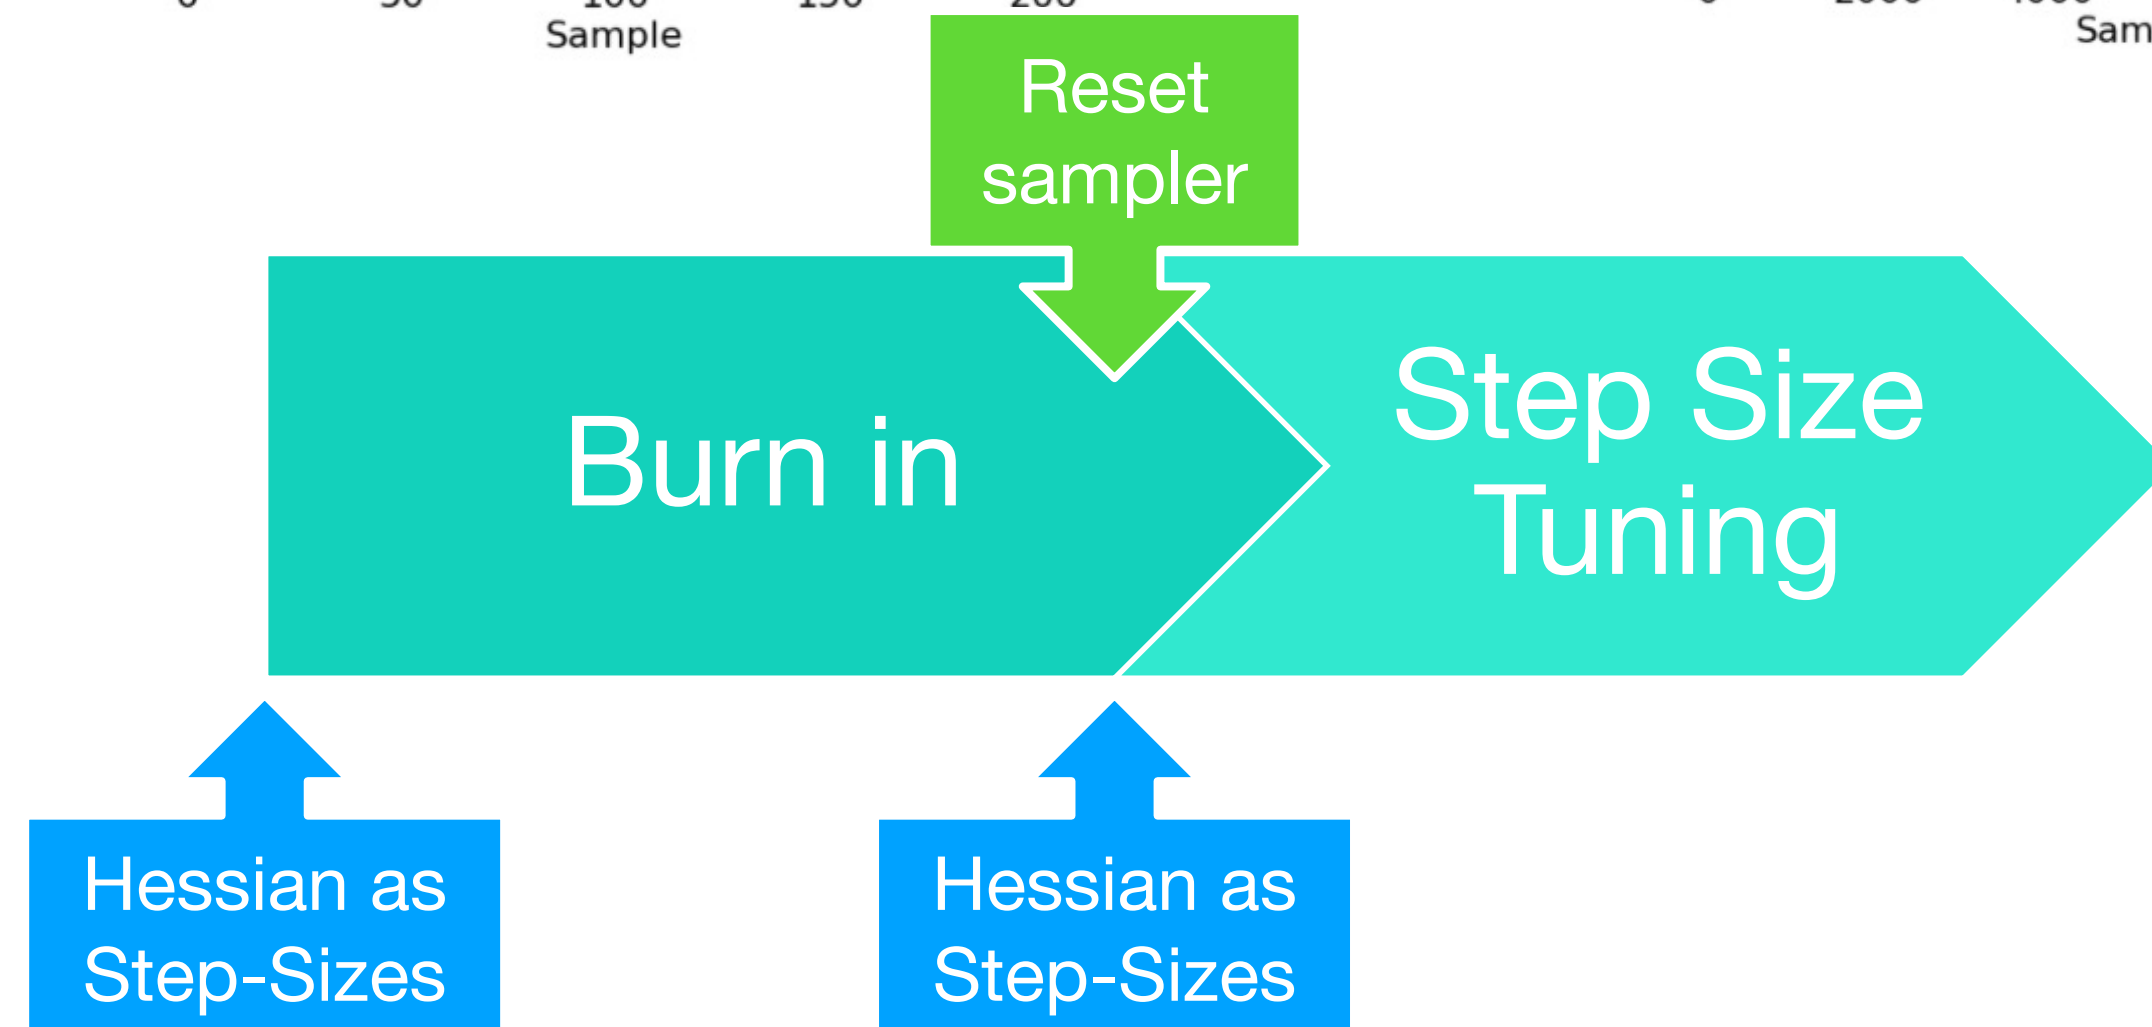 Sample
Reset
sampler
Burn in
Step Size
Tuning
Hessian as
Step-Sizes
Hessian as
Step-Sizes